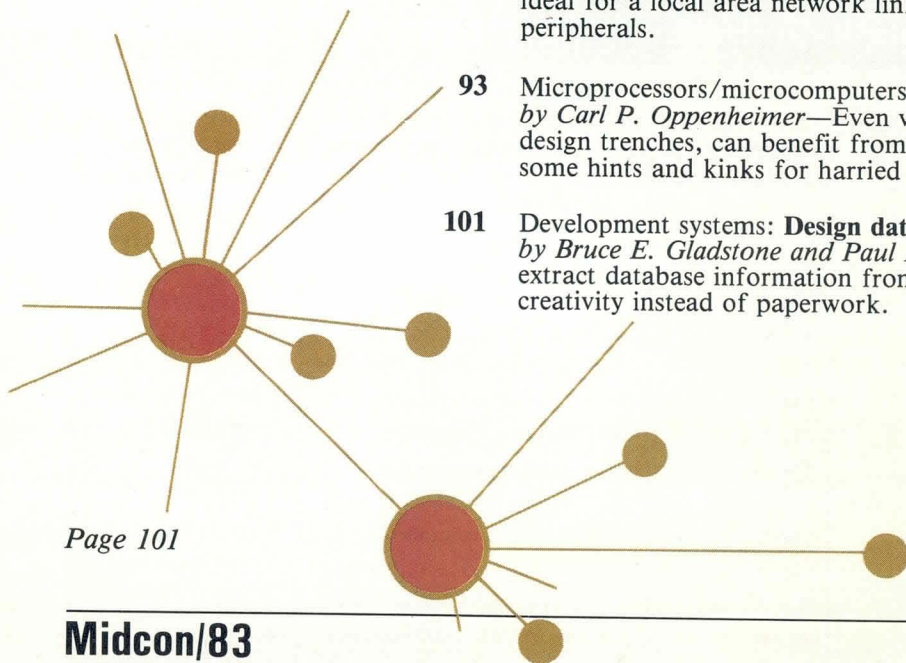 ideal for a local area network lin
peripherals.
93 Microprocessors/microcomputers
by Carl P. Oppenheimer—Even v
design trenches, can benefit from
some hints and kinks for harried
101 Development systems: Design dat
by Bruce E. Gladstone and Paul
extract database information from
creativity instead of paperwork.
Page 101
Midcon/83